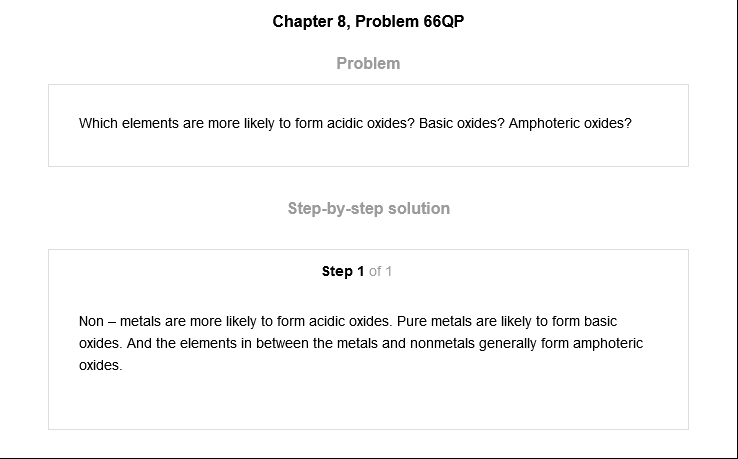 Chapter 8, Problem 66QP
Problem
Which elements are more likely to form acidic oxides? Basic oxides? Amphoteric oxides?
Step-by-step solution
Step 1 of 1
Non – metals are more likely to form acidic oxides. Pure metals are likely to form basic
oxides. And the elements in between the metals and nonmetals generally form amphoteric
oxides.